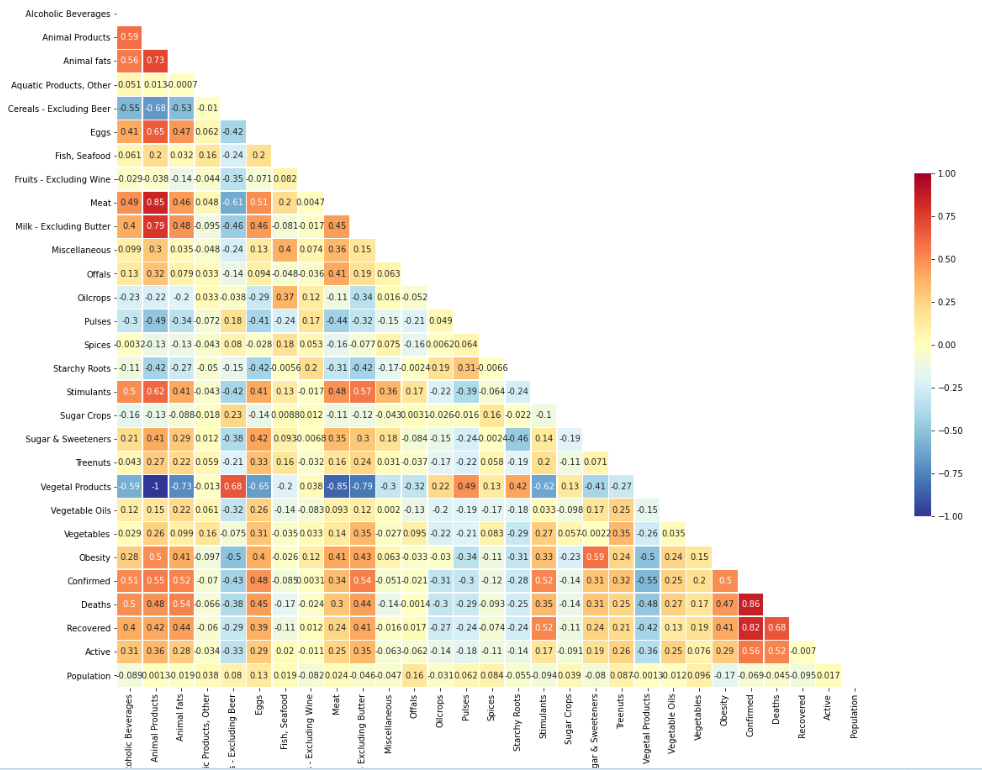 Alcoholic Beverages
Animal Products 0.59
Animal fats 0.56 0.73
Aquatic Products, Other 0.051 0.013 -0.0007
Cereals - Excluding Beer -0.55 -0.68 -0.53 -0.01
Eggs 0.41 0.65 0.47 0.062 -0.42
Fish, Seafood 0.061 0.2 0.032 0.16 -0.24 0.2
Fruits - Excluding Wine -0.029 -0.038 -0.14 -0.044 -0.35 -0.071 0.082
Meat 0.49 0.85 0.46 0.048 -0.61 0.51 0.2 0.0047
Milk - Excluding Butter 0.4 0.79 0.48 -0.095 -0.46 0.46 -0.081 -0.017 0.45
Miscellaneous 0.099 0.3 0.035 -0.048 -0.24 0.13 0.4 0.074 0.36 0.15
Offals 0.13 0.32 0.079 0.033 -0.14 0.094 -0.048 -0.036 0.41 0.19 0.063
Oilcrops -0.23 -0.22 -0.2 0.033 -0.038 -0.29 0.37 0.12 -0.11 -0.34 0.016 -0.052
Pulses -0.3 -0.49 -0.34 -0.072 0.18 -0.41 -0.24 0.17 -0.44 -0.32 -0.15 -0.21 0.049
Spices -0.0032 -0.13 -0.13 -0.043 0.08 -0.028 0.18 0.053 -0.16 -0.077 0.075 -0.16 0.0062 0.064
Starchy Roots -0.11 -0.42 -0.27 -0.05 -0.15 -0.42 -0.0056 0.2 -0.31 -0.42 -0.17 -0.0024 0.19 0.31 -0.0066
Stimulants 0.5 0.62 0.41 -0.043 -0.42 0.41 0.13 -0.017 0.48 0.57 0.36 0.17 -0.22 -0.39 -0.064 -0.24
Sugar Crops -0.16 -0.13 -0.088 -0.018 0.23 -0.14 0.0088 0.012 -0.11 -0.12 -0.043 0.0031 -0.026 -0.016 0.16 -0.022 -0.1
Sugar & Sweeteners 0.21 0.41 0.29 0.012 -0.38 0.42 0.093 -0.0068 0.35 0.3 0.18 -0.084 -0.15 -0.24 -0.0024 -0.46 0.14 -0.19
Treenuts 0.043 0.27 0.22 0.059 -0.21 0.33 0.16 -0.032 0.16 0.24 -0.031 -0.037 -0.17 -0.22 0.058 -0.19 0.2 -0.11 0.071
Vegetal Products -0.59 -1 -0.73 -0.013 0.68 -0.65 -0.2 0.038 -0.85 -0.79 -0.3 -0.32 0.22 0.49 0.13 0.42 -0.62 0.13 -0.41 -0.27
Vegetable Oils 0.12 0.15 0.22 0.061 -0.32 0.26 -0.14 -0.083 0.093 0.12 0.002 -0.13 -0.2 -0.19 -0.17 -0.18 0.033 -0.098 0.17 0.25 -0.15
Vegetables 0.029 0.26 0.099 0.16 -0.075 0.31 -0.035 0.033 0.14 0.35 -0.027 0.095 -0.22 -0.21 0.083 -0.29 0.27 0.057 -0.0022 0.35 -0.26 0.035
Obesity 0.28 0.5 0.41 -0.097 -0.5 0.4 -0.026 0.12 0.41 0.43 0.063 -0.033 -0.03 -0.34 -0.11 -0.31 0.33 -0.23 0.59 0.24 -0.5 0.24 0.15
Confirmed 0.51 0.55 0.52 -0.07 -0.43 0.48 -0.085 0.0031 0.34 0.54 0.051 -0.021 -0.31 -0.3 -0.12 -0.28 0.52 -0.14 0.31 0.32 -0.55 0.25 0.2 0.5
Deaths 0.5 0.48 0.54 -0.066 -0.38 0.45 -0.17 -0.024 0.3 0.44 -0.14 -0.0014 -0.3 -0.29 -0.093 -0.25 0.35 -0.14 0.31 0.25 -0.48 0.27 0.17 0.47 0.86
Recovered 0.4 0.42 0.44 -0.06 -0.29 0.39 -0.11 0.012 0.24 0.41 -0.016 0.017 -0.27 -0.24 -0.074 -0.24 0.52 -0.11 0.24 0.21 -0.42 0.13 0.19 0.41 0.82 0.68
Active 0.31 0.36 0.28 -0.034 -0.33 0.29 0.02 -0.011 0.25 0.35 -0.063 -0.062 -0.14 -0.18 -0.11 -0.14 0.17 -0.091 0.19 0.26 -0.36 0.25 0.076 0.29 0.56 0.52 -0.007
Population -0.089 0.0013 -0.019 0.038 0.08 0.13 0.019 -0.082 0.024 -0.046 -0.047 0.16 -0.031 0.062 0.084 -0.055 -0.094 0.039 -0.08 0.087 -0.0013 0.012 0.096 -0.17 -0.069 -0.045 -0.095 0.017
oholic Beverages
Animal Products
Animal fats
ic Products, Other
s - Excluding Beer
Eggs
Fish, Seafood
s - Excluding Wine
Meat
- Excluding Butter
Miscellaneous
Offals
Oilcrops
Pulses
Spices
Starchy Roots
Stimulants
Sugar Crops
gar & Sweeteners
Treenuts
Vegetal Products
Vegetable Oils
Vegetables
Obesity
Confirmed
Deaths
Recovered
Active
Population
1.00
0.75
0.50
0.25
0.00
−0.25
−0.50
−0.75
−1.00